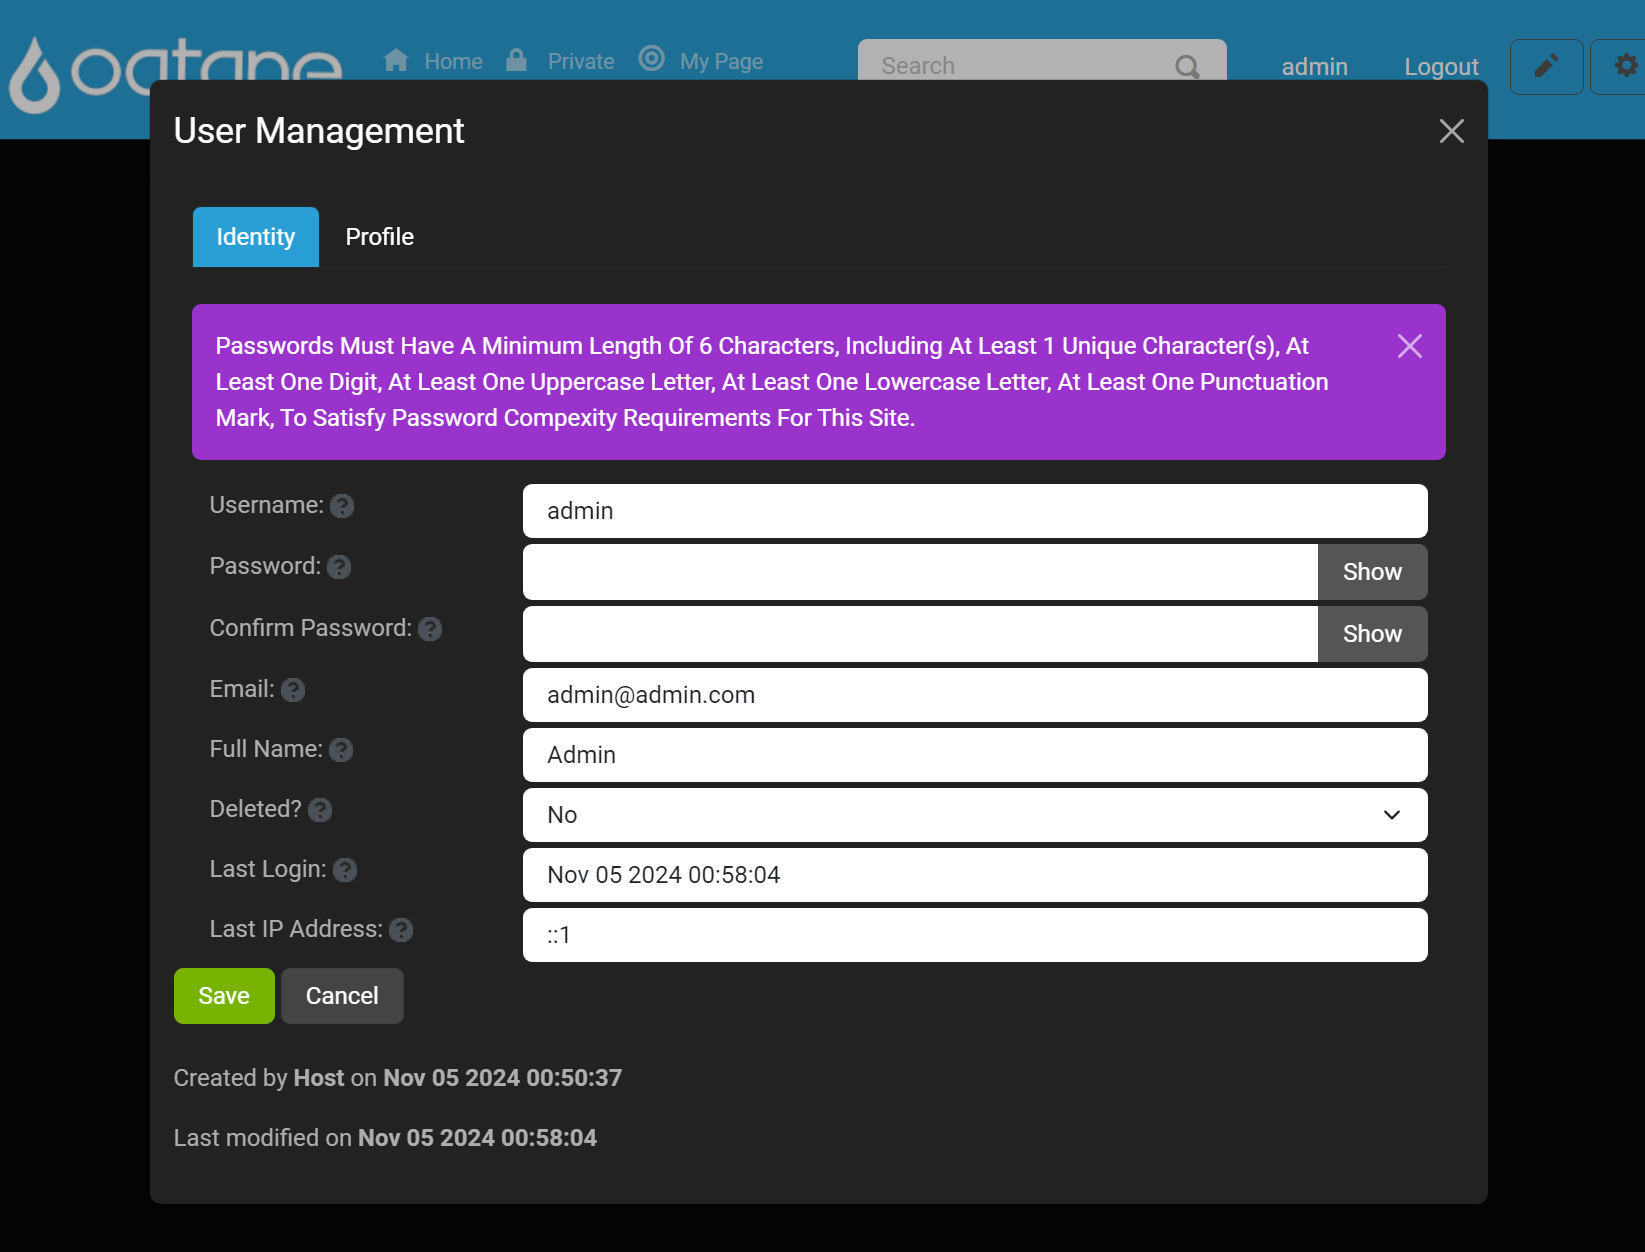 oqtane
Home
Private
My Page
Search
admin
Logout
User Management
Identity
Profile
Passwords Must Have A Minimum Length Of 6 Characters, Including At Least 1 Unique Character(s), At
Least One Digit, At Least One Uppercase Letter, At Least One Lowercase Letter, At Least One Punctuation
Mark, To Satisfy Password Compexity Requirements For This Site.
Username: ?
admin
Password: ?
Show
Confirm Password: ?
Show
Email: ?
admin@admin.com
Full Name: ?
Admin
Deleted? ?
No
Last Login: ?
Nov 05 2024 00:58:04
Last IP Address: ?
::1
Save
Cancel
Created by Host on Nov 05 2024 00:50:37
Last modified on Nov 05 2024 00:58:04